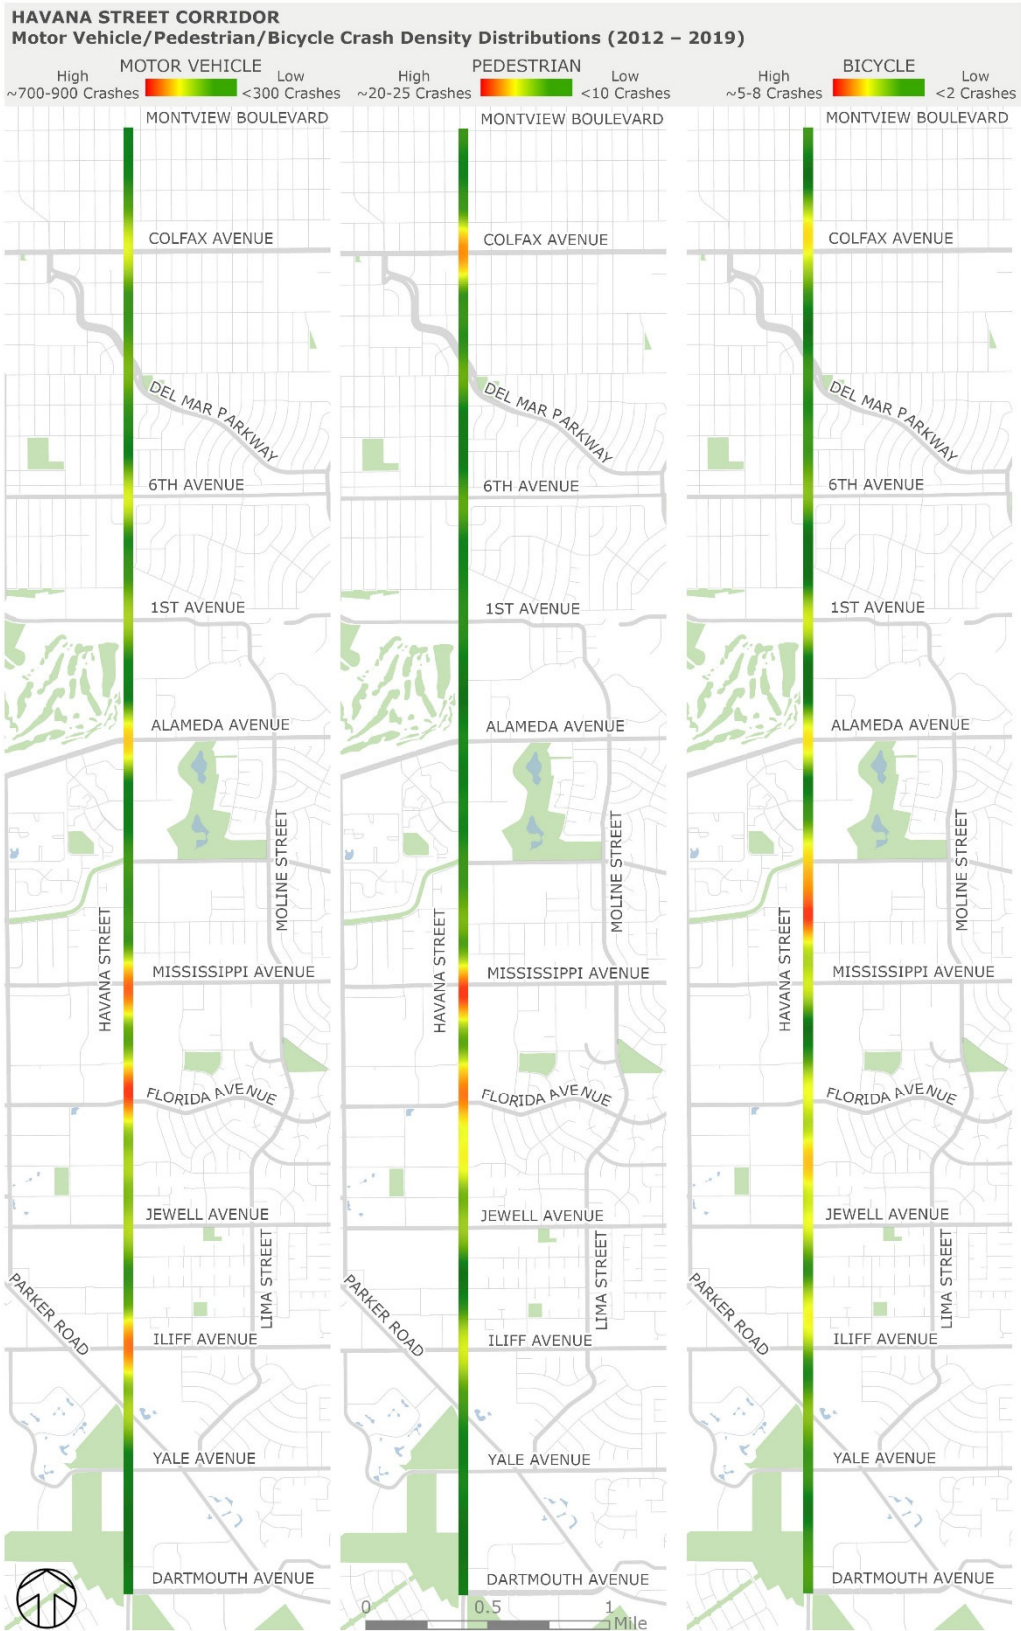 HAVANA STREET CORRIDOR
Motor Vehicle/Pedestrian/Bicycle Crash Density Distributions (2012 – 2019)
High
~700-900 Crashes
MOTOR VEHICLE
Low
<300 Crashes
High
~20-25 Crashes
PEDESTRIAN
Low
<10 Crashes
High
~5-8 Crashes
BICYCLE
Low
<2 Crashes
MONTVIEW BOULEVARD
COLFAX AVENUE
DEL MAR PARKWAY
6TH AVENUE
1ST AVENUE
ALAMEDA AVENUE
MOLINE STREET
HAVANA STREET
MISSISSIPPI AVENUE
FLORIDA AVENUE
JEWELL AVENUE
LIMA STREET
PARKER ROAD
ILIFF AVENUE
YALE AVENUE
DARTMOUTH AVENUE
MONTVIEW BOULEVARD
COLFAX AVENUE
DEL MAR PARKWAY
6TH AVENUE
1ST AVENUE
ALAMEDA AVENUE
MOLINE STREET
HAVANA STREET
MISSISSIPPI AVENUE
FLORIDA AVENUE
JEWELL AVENUE
LIMA STREET
PARKER ROAD
ILIFF AVENUE
YALE AVENUE
DARTMOUTH AVENUE
0 0.5 1
Mile
MONTVIEW BOULEVARD
COLFAX AVENUE
DEL MAR PARKWAY
6TH AVENUE
1ST AVENUE
ALAMEDA AVENUE
MOLINE STREET
HAVANA STREET
MISSISSIPPI AVENUE
FLORIDA AVENUE
JEWELL AVENUE
LIMA STREET
PARKER ROAD
ILIFF AVENUE
YALE AVENUE
DARTMOUTH AVENUE